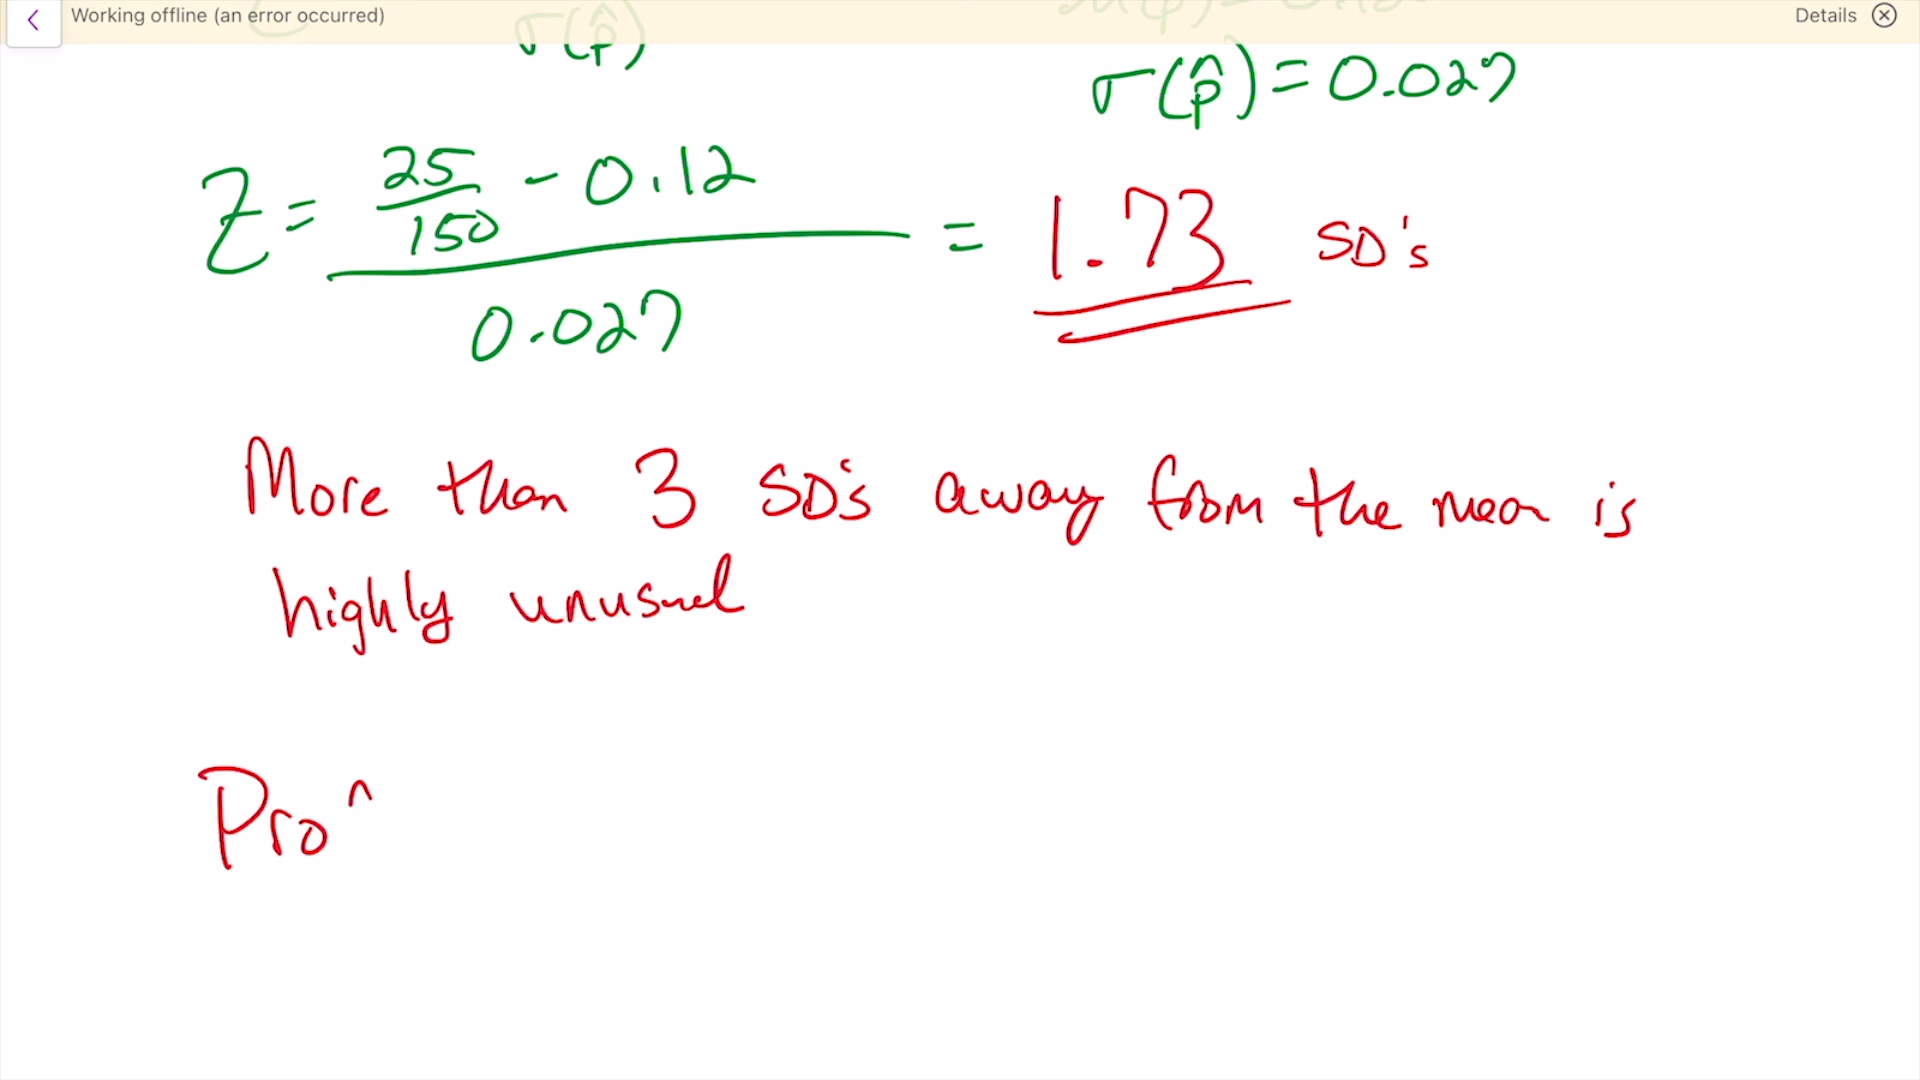 Working offline (an error occurred) Details
σ(p̂)
σ(p̂) = 0.027
Z = (25/150 - 0.12) / 0.027 = 1.73 SD's
More than 3 SD's away from the mean is
highly unusual
Pro